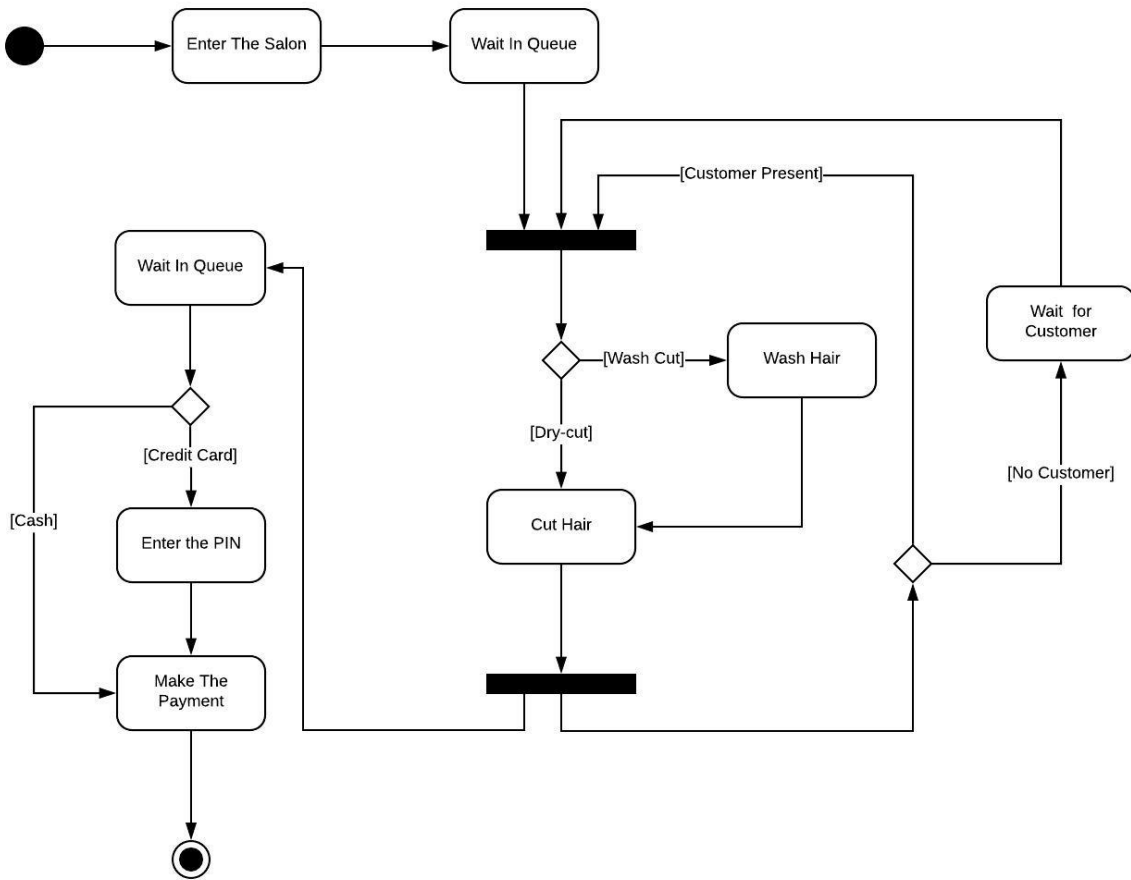 Enter The Salon
Wait In Queue
[Customer Present]
Wait In Queue
Wait for
Customer
[Wash Cut]
Wash Hair
[Dry-cut]
[Credit Card]
[No Customer]
[Cash]
Cut Hair
Enter the PIN
Make The
Payment